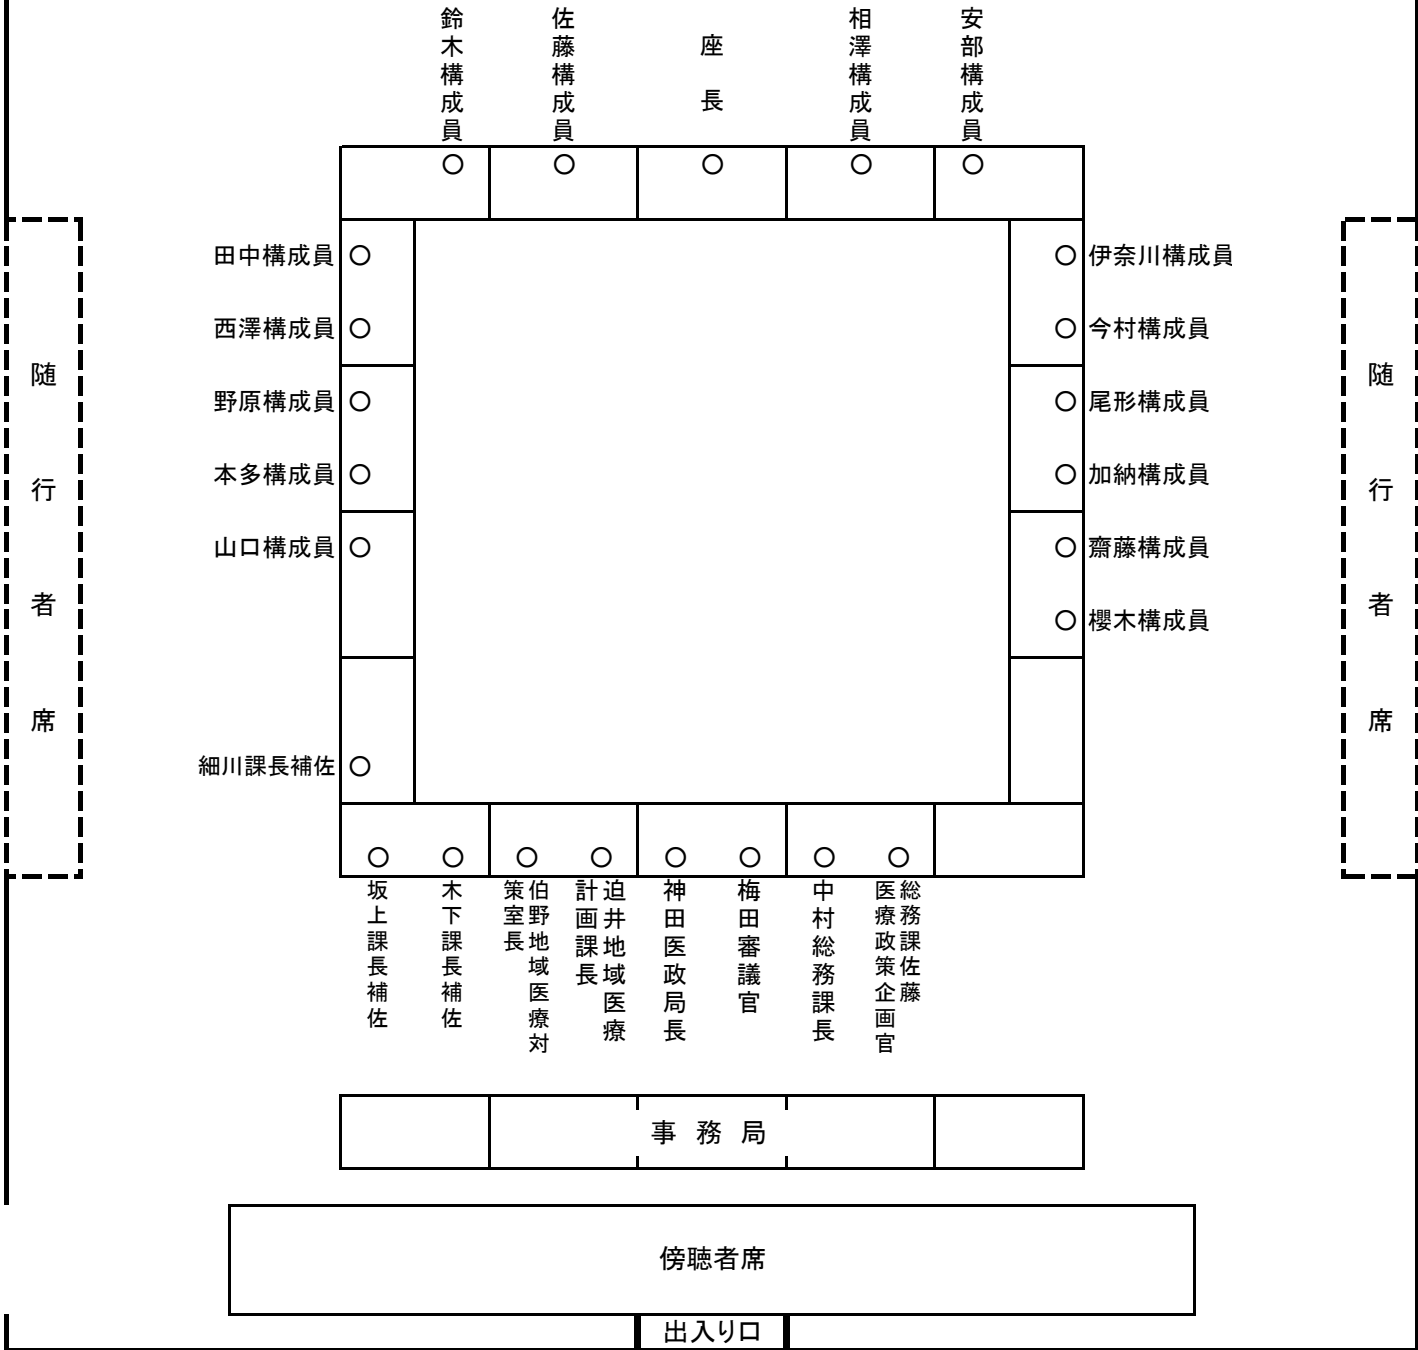 鈴木構成員
佐藤構成員
座長
相澤構成員
安部構成員
田中構成員
伊奈川構成員
西澤構成員
今村構成員
野原構成員
尾形構成員
本多構成員
加納構成員
山口構成員
齋藤構成員
櫻木構成員
細川課長補佐
随行者席
随行者席
坂上課長補佐
木下課長補佐
伯野地域医療対
策室長
迫井地域医療
計画課長
神田医政局長
梅田審議官
中村総務課長
総務課佐藤
医療政策企画官
事務局
傍聴者席
出入り口